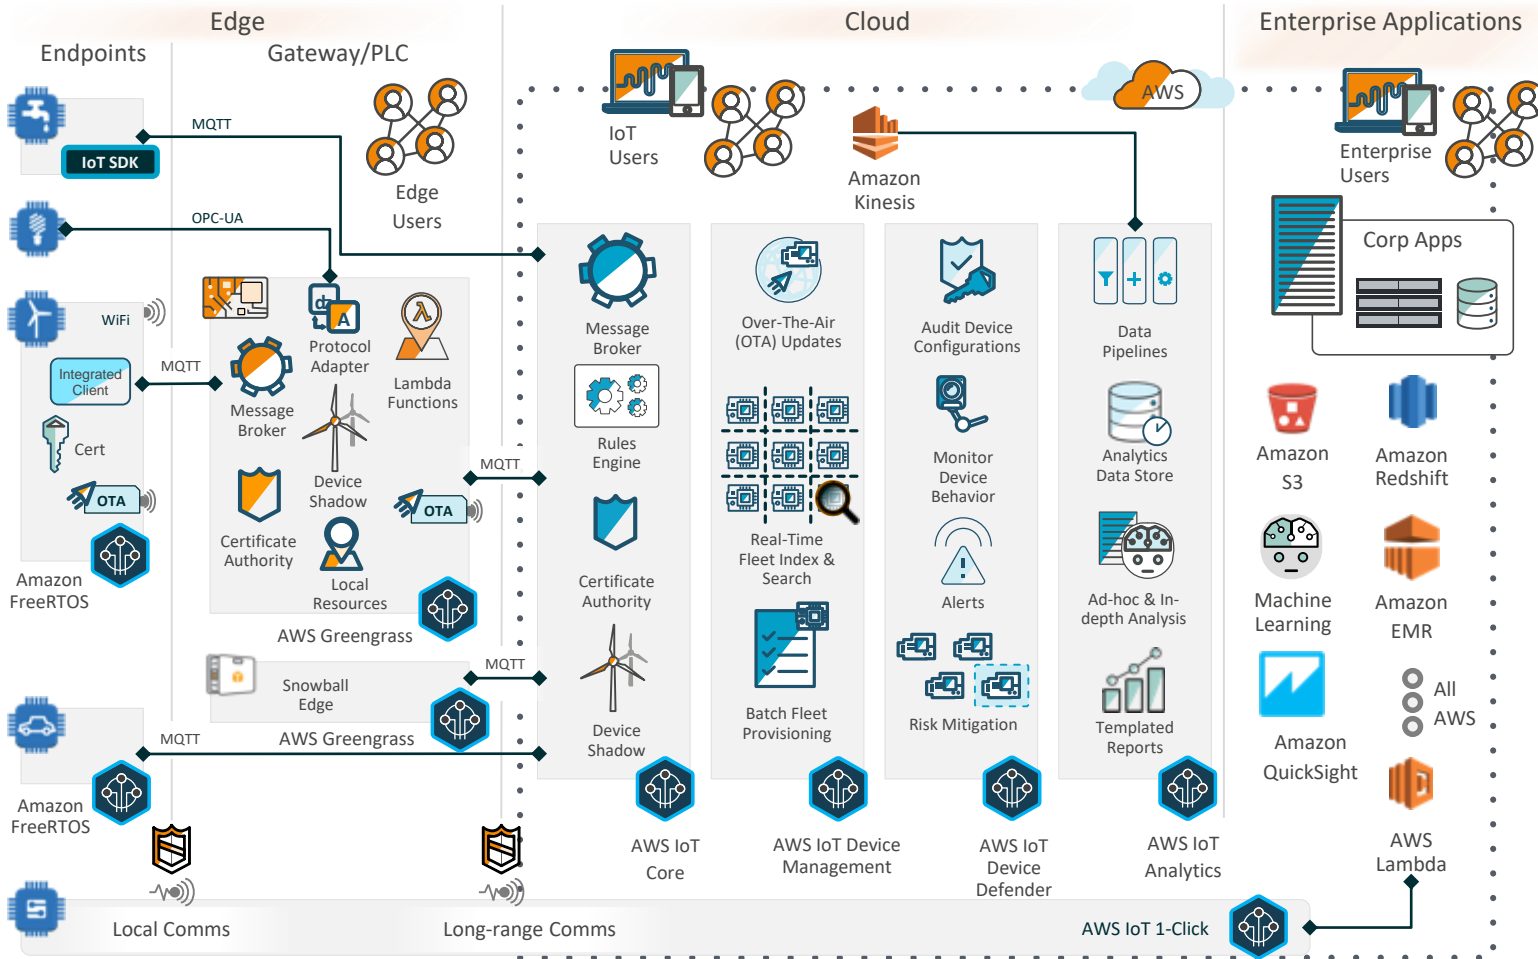 Edge
Cloud
Enterprise Applications
Endpoints
Gateway/PLC
AWS
MQTT
IoT SDK
Edge
Users
IoT
Users
Amazon
Kinesis
Enterprise
Users
OPC-UA
Corp Apps
WiFi
Integrated
Client
MQTT
Cert
OTA
Amazon
FreeRTOS
A
Protocol
Adapter
λ
Lambda
Functions
Message
Broker
Device
Shadow
OTA
Certificate
Authority
Local
Resources
AWS Greengrass
MQTT
Snowball
Edge
AWS Greengrass
MQTT
MQTT
Amazon
FreeRTOS
Message
Broker
Rules
Engine
Certificate
Authority
Device
Shadow
AWS IoT
Core
Over-The-Air
(OTA) Updates
Real-Time
Fleet Index &
Search
Batch Fleet
Provisioning
AWS IoT Device
Management
Audit Device
Configurations
Monitor
Device
Behavior
Alerts
Risk Mitigation
AWS IoT
Device
Defender
Data
Pipelines
Analytics
Data Store
Ad-hoc & In-
depth Analysis
Templated
Reports
AWS IoT
Analytics
Amazon
S3
Amazon
Redshift
Machine
Learning
Amazon
EMR
Amazon
QuickSight
All
AWS
AWS
Lambda
Local Comms
Long-range Comms
AWS IoT 1-Click